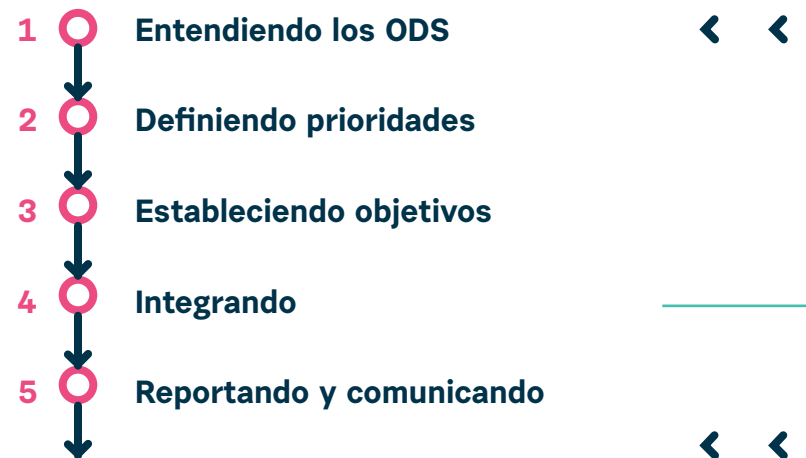 1 Entendiendo los ODS
2 Definiendo prioridades
3 Estableciendo objetivos
4 Integrando
5 Reportando y comunicando